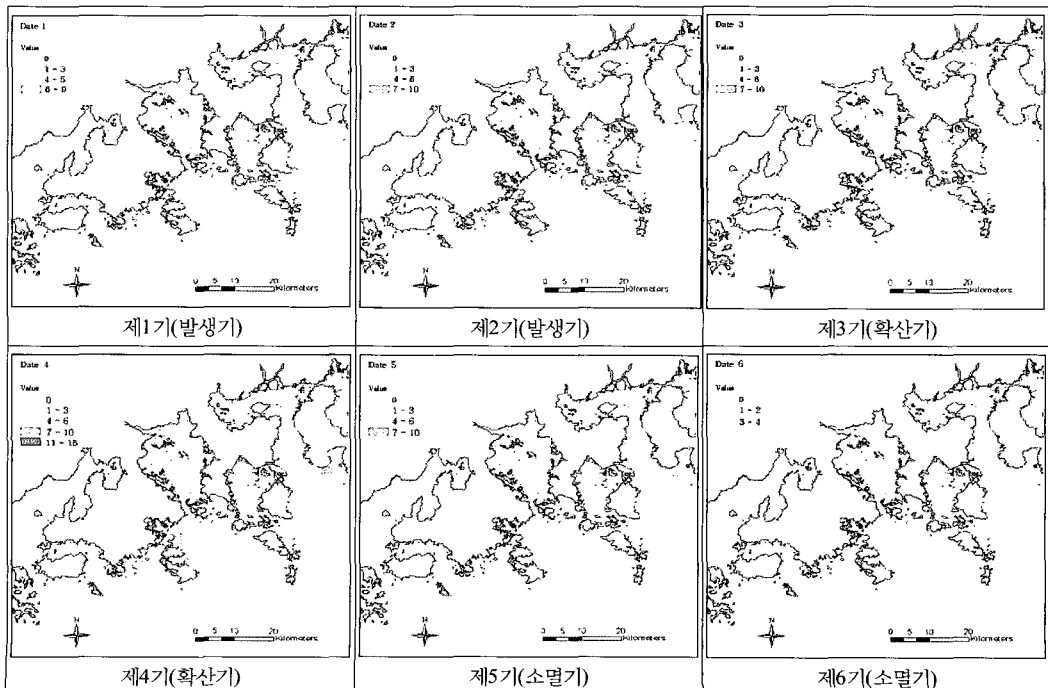 Date 1
Value
0
1 - 3
4 - 5
6 - 9
N
0 5 10 20
Kilometers
제1기(발생기)
Date 2
Value
0
1 - 3
4 - 6
7 - 10
N
0 5 10 20
Kilometers
제2기(발생기)
Date 3
Value
0
1 - 3
4 - 6
7 - 10
N
0 5 10 20
Kilometers
제3기(확산기)
Date 4
Value
0
1 - 3
4 - 6
7 - 10
11 - 15
N
0 5 10 20
Kilometers
제4기(확산기)
Date 5
Value
0
1 - 3
4 - 6
7 - 10
N
0 5 10 20
Kilometers
제5기(소멸기)
Date 6
Value
0
1 - 2
3 - 4
N
0 5 10 20
Kilometers
제6기(소멸기)